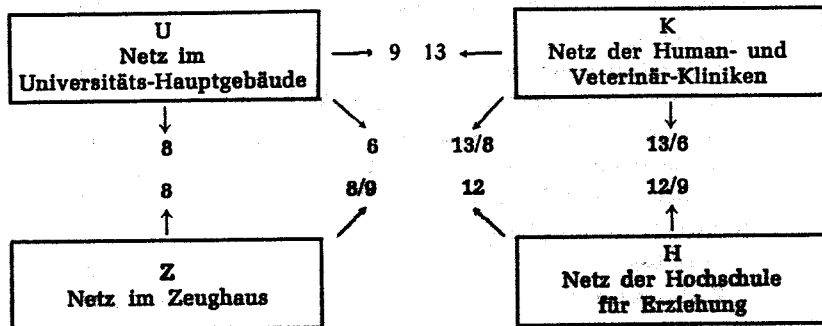 U
Netz im
Universitäts-Hauptgebäude
9 13
K
Netz der Human- und
Veterinär-Kliniken
8
6
13/8
13/6
8
8/9
12
12/9
Z
Netz im Zeughaus
H
Netz der Hochschule
für Erziehung